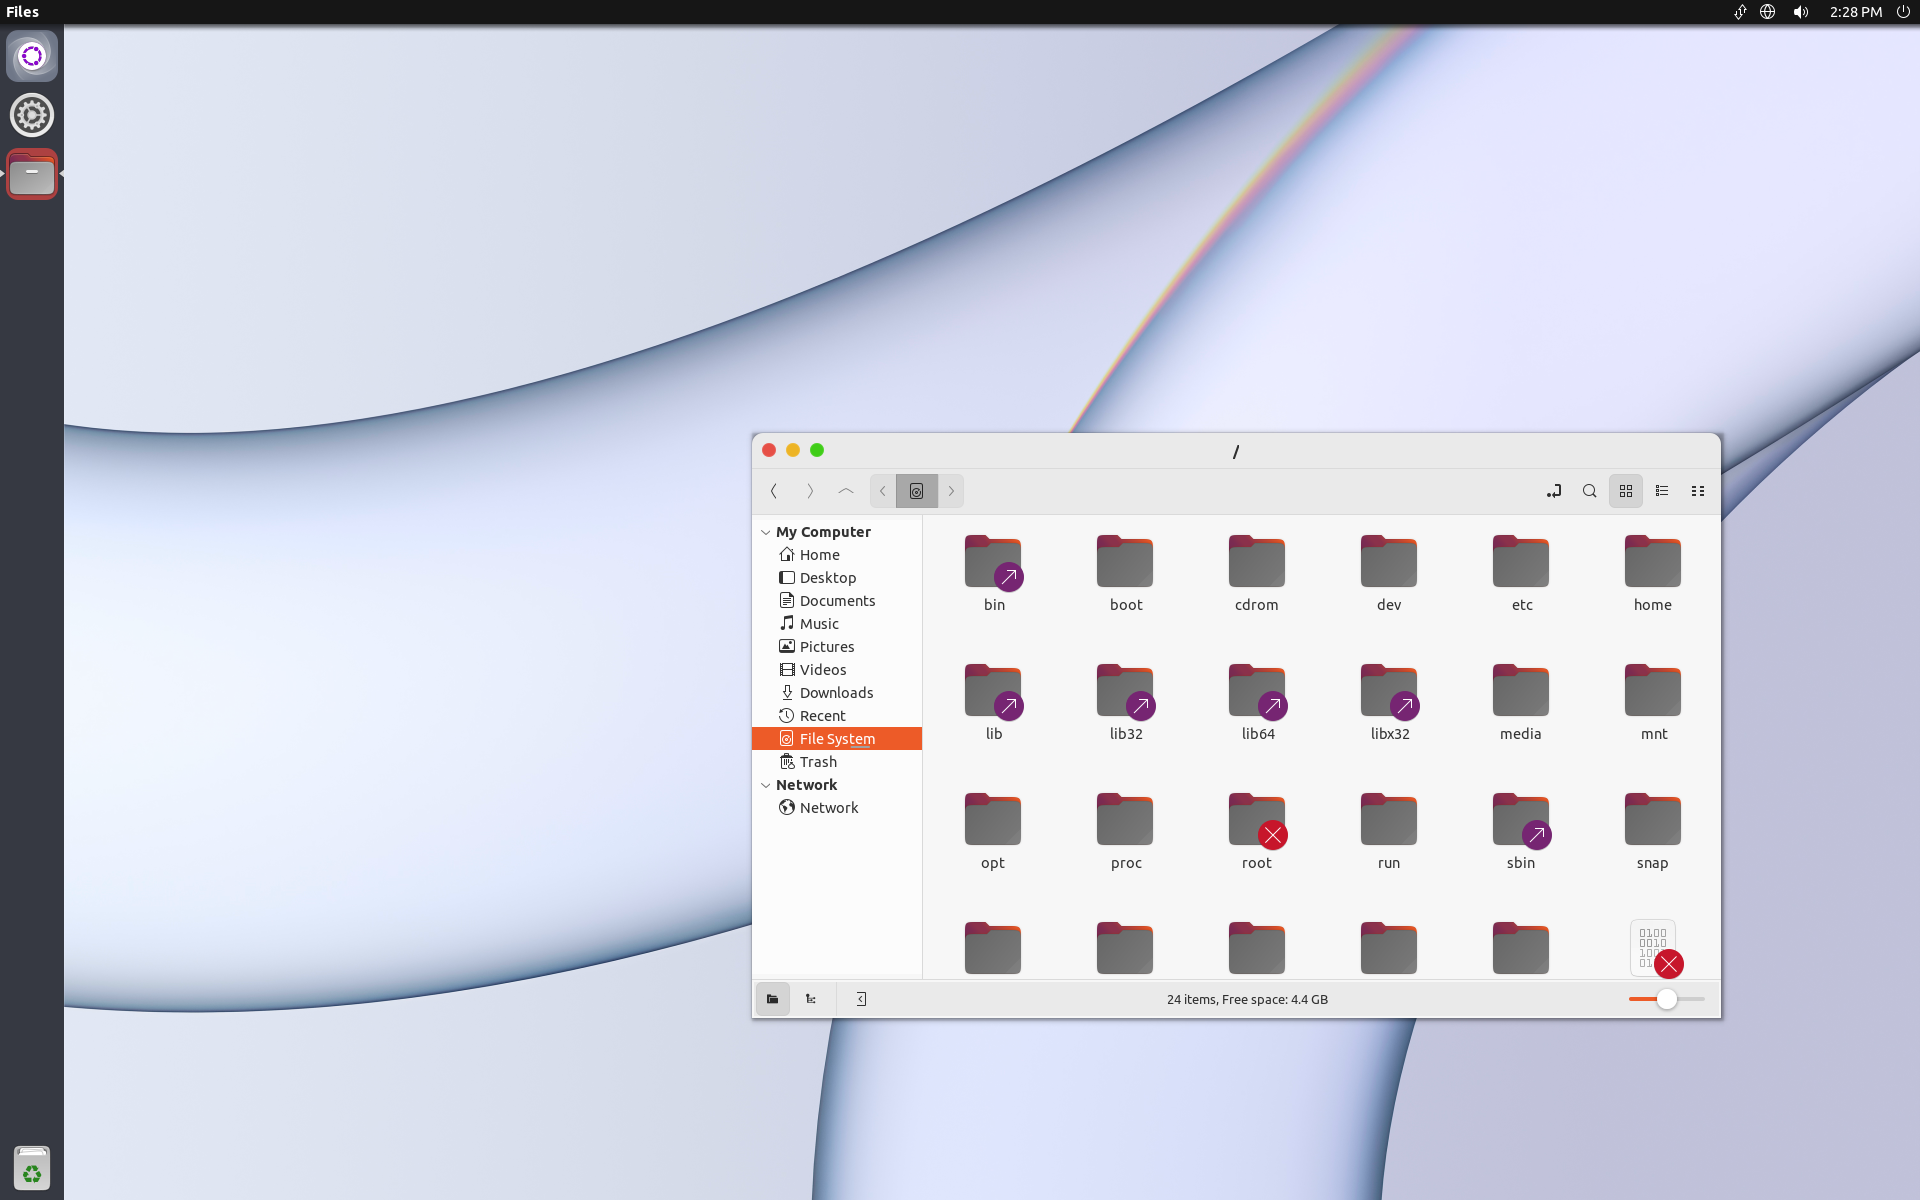 Files
2:28 PM
/
My Computer
Home
Desktop
Documents
Music
Pictures
Videos
Downloads
Recent
File System
Trash
Network
Network
bin boot cdrom dev etc home
lib lib32 lib64 libx32 media mnt
opt proc root run sbin snap
0100
0010
24 items, Free space: 4.4 GB